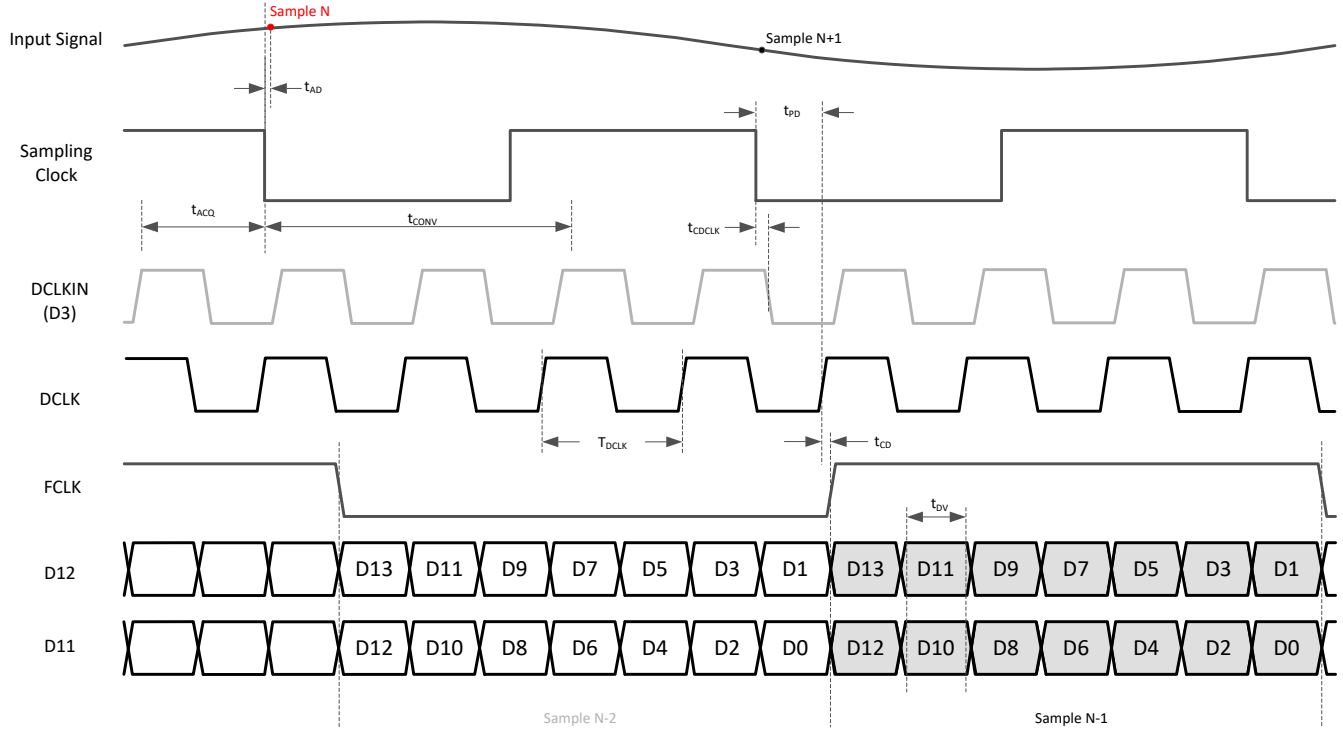 Sample N
Input Signal
Sample N+1
tAD
tPD
Sampling
Clock
tACQ
tCONV
tCDCLK
DCLKIN
(D3)
DCLK
TDCLK
tCD
FCLK
tDV
D12
D13 D11 D9 D7 D5 D3 D1 D13 D11 D9 D7 D5 D3 D1
D11
D12 D10 D8 D6 D4 D2 D0 D12 D10 D8 D6 D4 D2 D0
Sample N-2
Sample N-1